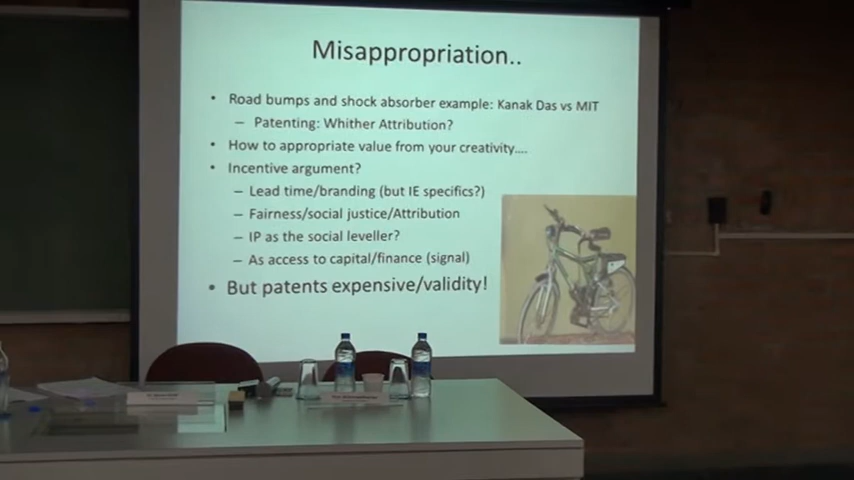 Misappropriation..
• Road bumps and shock absorber example: Kanak Das vs MIT
– Patenting: Whither Attribution?
• How to appropriate value from your creativity....
• Incentive argument?
– Lead time/branding (but IE specifics?)
– Fairness/social justice/Attribution
– IP as the social leveller?
– As access to capital/finance (signal)
• But patents expensive/validity!